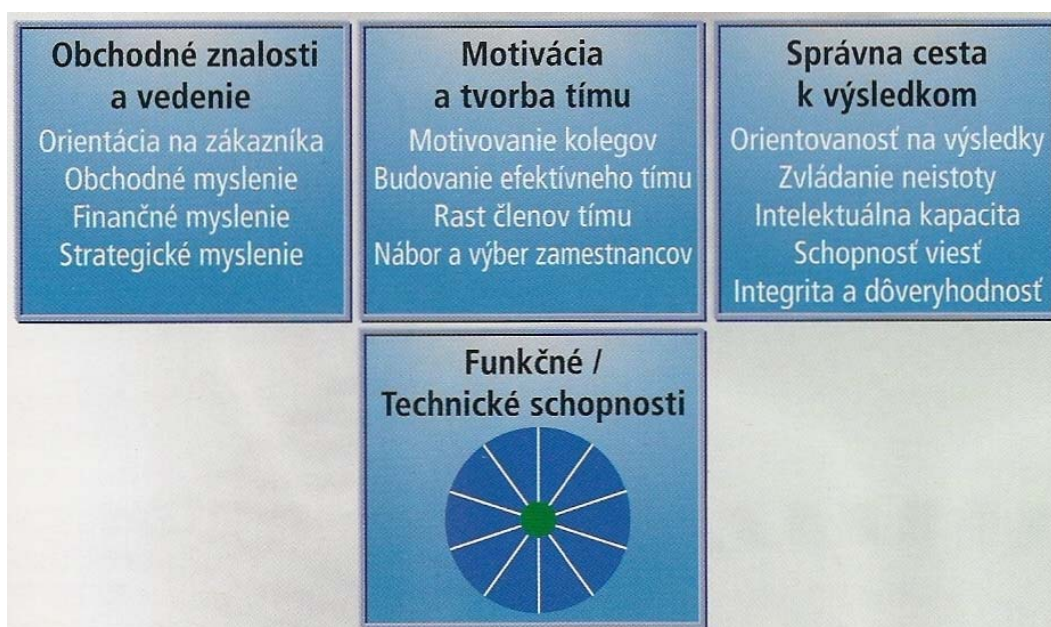 Obchodné znalosti
a vedenie
Orientácia na zákazníka
Obchodné myslenie
Finančné myslenie
Strategické myslenie
Motivácia
a tvorba tímu
Motivovanie kolegov
Budovanie efektívneho tímu
Rast členov tímu
Nábor a výber zamestnancov
Správna cesta
k výsledkom
Orientovanosť na výsledky
Zvládanie neistoty
Intelektuálna kapacita
Schopnosť viesť
Integrita a dôveryhodnosť
Funkčné /
Technické schopnosti